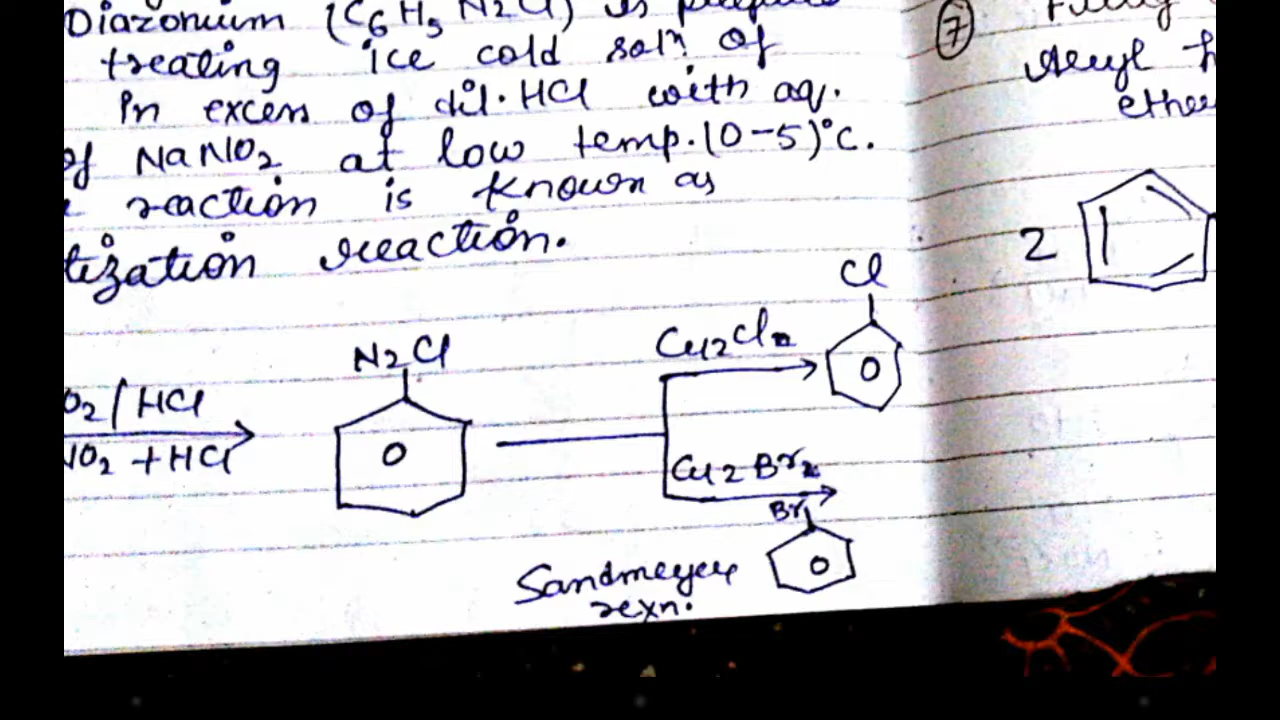 Diazonium (C6H5 N2Cl) is
treating ice cold soln of
in excess of dil. HCl with aq.
of NaNO2 at low temp. (0-5)°c.
reaction is known as
tization reaction.
O2 / HCl
NO2 + HCl
N2Cl
Cu2Cl2
Cl
Cu2Br2
Br
Sandmeyer
rexn.
7
ether
2